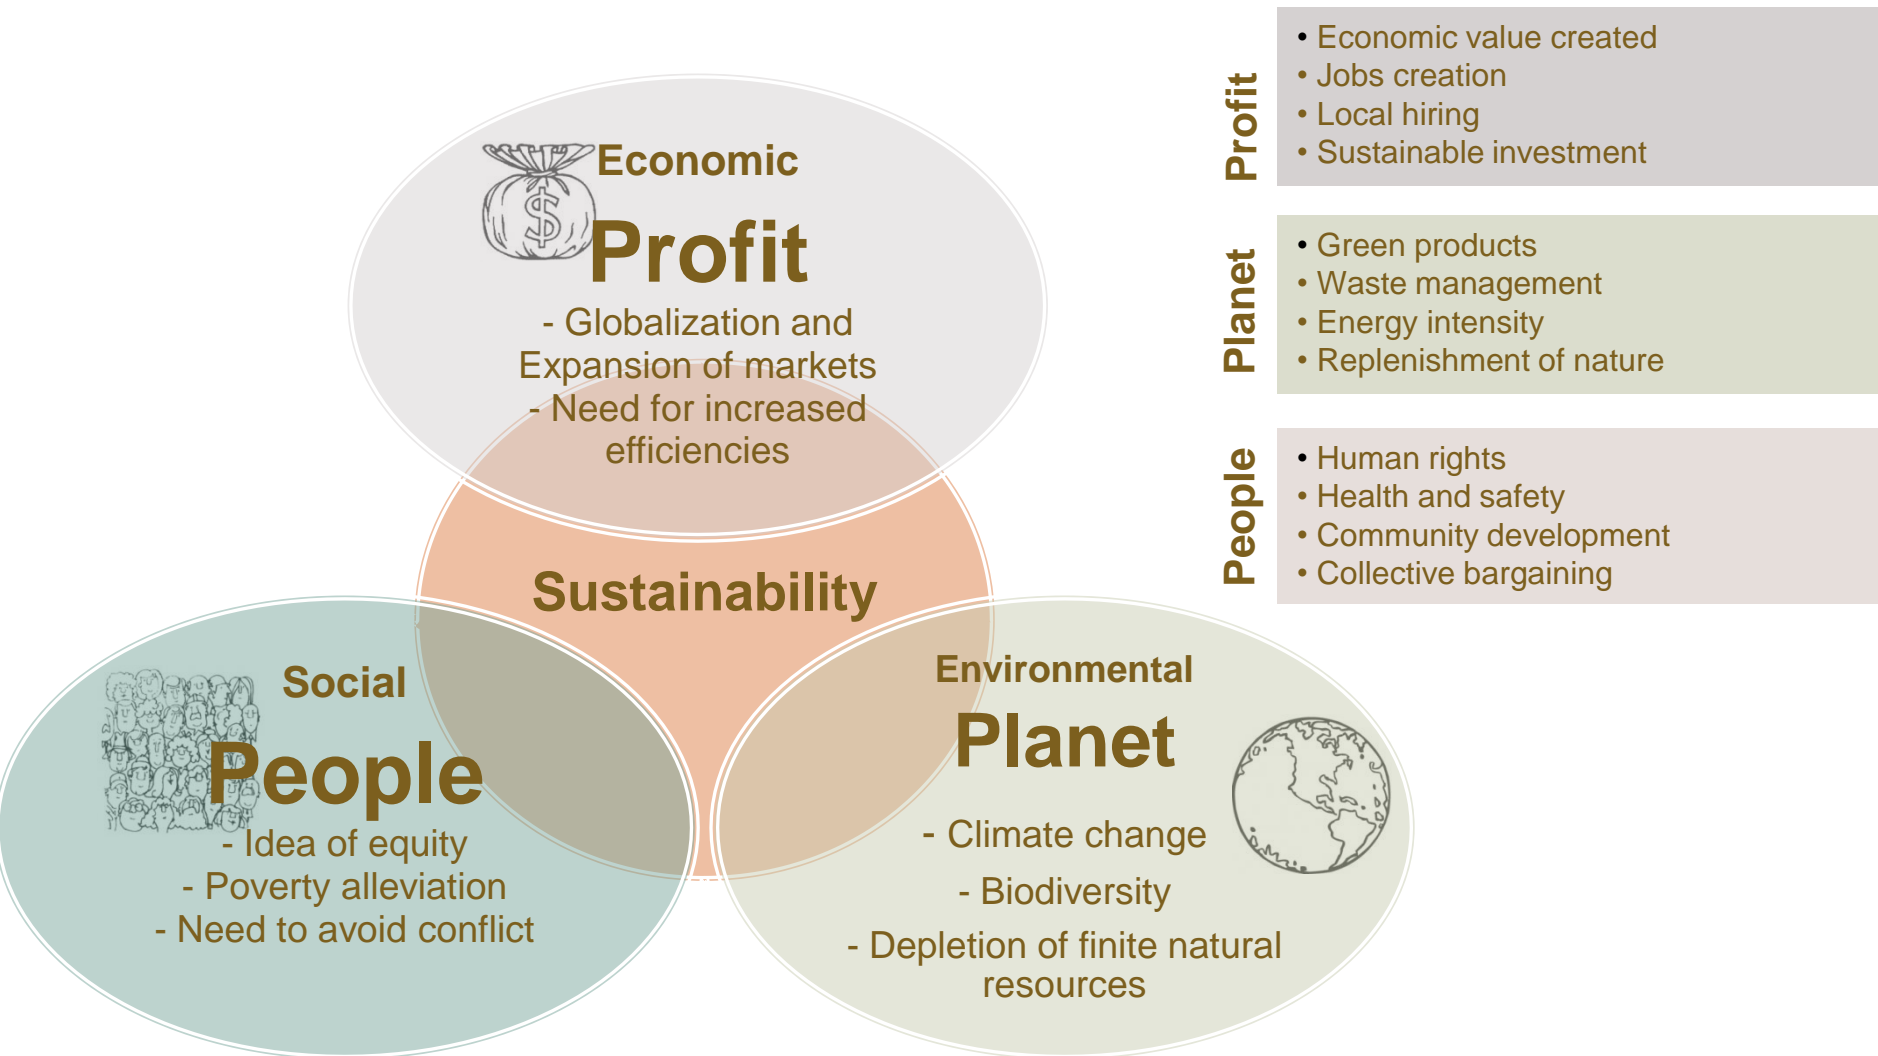 Economic
Profit
- Globalization and
Expansion of markets
- Need for increased
efficiencies
Sustainability
Social
People
- Idea of equity
- Poverty alleviation
- Need to avoid conflict
Environmental
Planet
- Climate change
- Biodiversity
- Depletion of finite natural
resources
Profit
• Economic value created
• Jobs creation
• Local hiring
• Sustainable investment
Planet
• Green products
• Waste management
• Energy intensity
• Replenishment of nature
People
• Human rights
• Health and safety
• Community development
• Collective bargaining
$